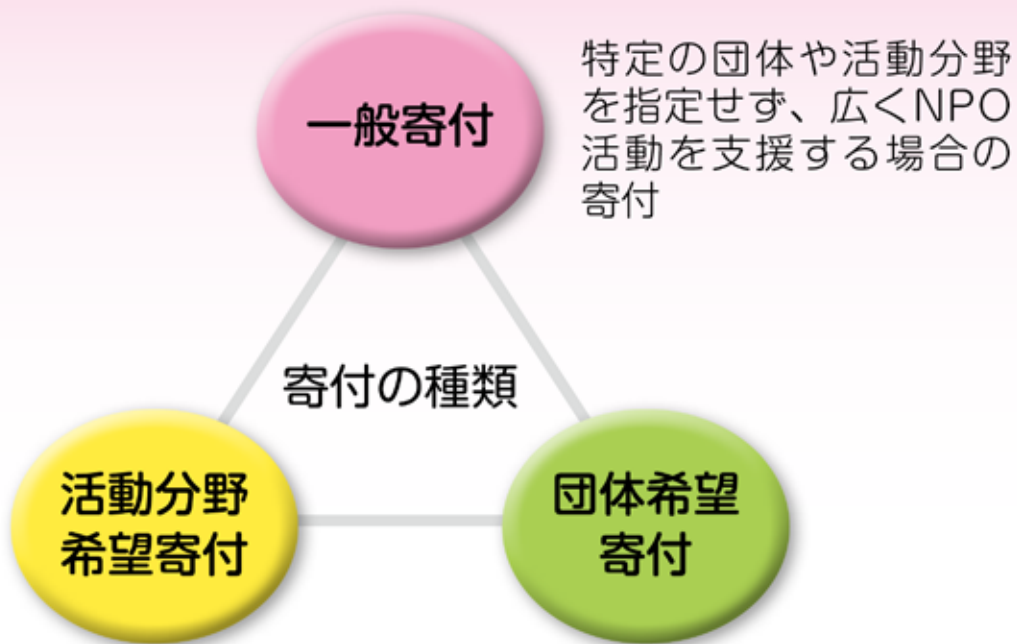 一般寄付
特定の団体や活動分野
を指定せず、広くNPO
活動を支援する場合の
寄付
寄付の種類
活動分野
希望寄付
団体希望
寄付